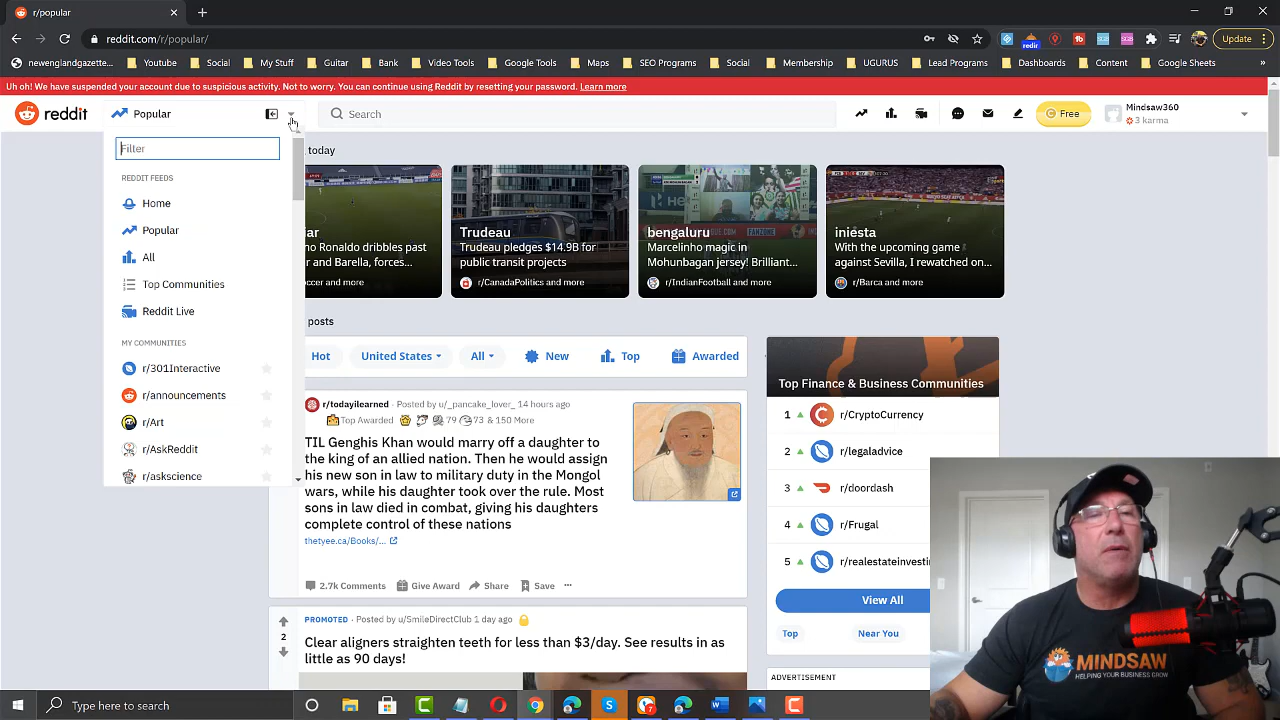 r/popular
reddit.com/r/popular/
Update
newenglandgazette...
YouTube
Social
My Stuff
Guitar
Bank
Video Tools
Google Tools
Maps
SEO Programs
Social
Membership
UGURUS
Lead Programs
Dashboards
Content
Google Sheets
Uh oh! We have suspended your account due to suspicious activity. Not to worry. You can continue using Reddit by resetting your password. Learn more
reddit
Popular
Search
Free
Mindsaw360
3 karma
Filter
REDDIT FEEDS
Home
Popular
All
Top Communities
Reddit Live
MY COMMUNITIES
r/301Interactive
r/announcements
r/Art
r/AskReddit
r/askscience
today
Ronaldo dribbles past
and Barella, forces...
and more
Trudeau
Trudeau pledges $14.9B for
public transit projects
r/CanadaPolitics and more
bengaluru
Marcelinho magic in
Mohunbagan jersey! Brilliant...
r/IndianFootball and more
iniesta
With the upcoming game
against Sevilla, I rewatched on...
r/Barca and more
posts
Hot
United States
All
New
Top
Awarded
r/todayilearned
Posted by u/_pancake_lover_ 14 hours ago
Top Awarded
79
73 & 150 More
TIL Genghis Khan would marry off a daughter to
the king of an allied nation. Then he would assign
his new son in law to military duty in the Mongol
wars, while his daughter took over the rule. Most
sons in law died in combat, giving his daughters
complete control of these nations
thetyee.ca/Books/...
2.7k Comments
Give Award
Share
Save
PROMOTED
Posted by u/SmileDirectClub 1 day ago
2
Clear aligners straighten teeth for less than $3/day. See results in as
little as 90 days!
Top Finance & Business Communities
1 r/CryptoCurrency
2 r/legaladvice
3 r/doordash
4 r/Frugal
5 r/realestateinvesti
View All
Top
Near You
ADVERTISEMENT
MINDSAW
HELPING YOUR BUSINESS GROW
Type here to search
7